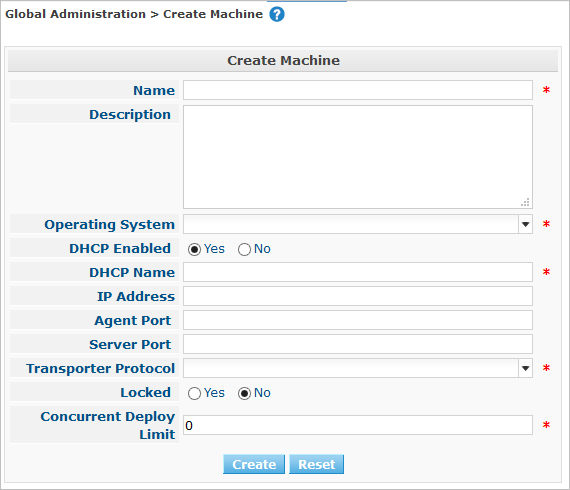 Global Administration > Create Machine ?
Create Machine
Name *
Description
Operating System *
DHCP Enabled Yes No
DHCP Name *
IP Address
Agent Port
Server Port
Transporter Protocol *
Locked Yes No
Concurrent Deploy
Limit 0 *
Create Reset